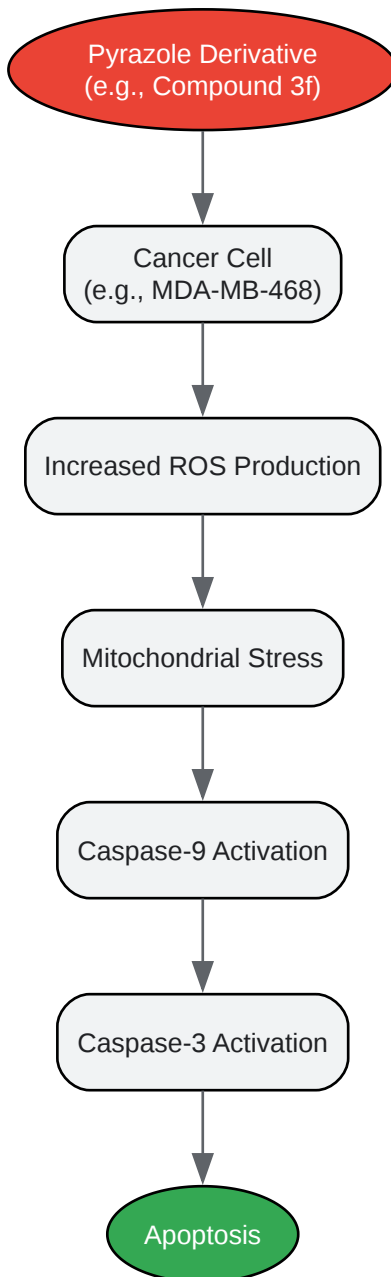 Pyrazole Derivative
(e.g., Compound 3f)
Cancer Cell
(e.g., MDA-MB-468)
Increased ROS Production
Mitochondrial Stress
Caspase-9 Activation
Caspase-3 Activation
Apoptosis